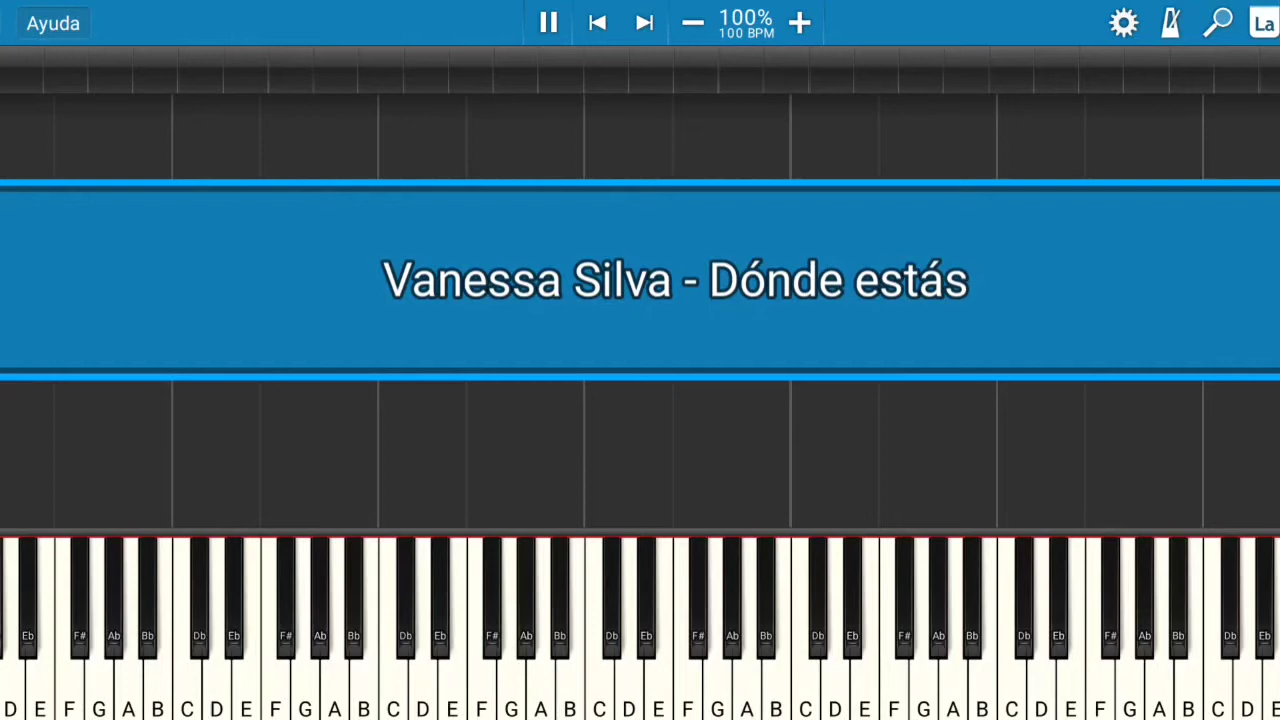 Ayuda
100%
100 BPM
La
Vanessa Silva - Dónde estás
Eb F# Ab Bb Db Eb F# Ab Bb Db Eb F# Ab Bb Db Eb F# Ab Bb Db Eb F# Ab Bb Db Eb F# Ab Bb Db Eb
D E F G A B C D E F G A B C D E F G A B C D E F G A B C D E F G A B C D E F G A B C D E